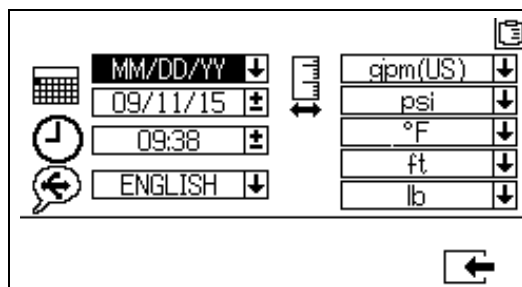 MM/DD/YY
09/11/15
09:38
ENGLISH
gpm(US)
psi
°F
ft
lb